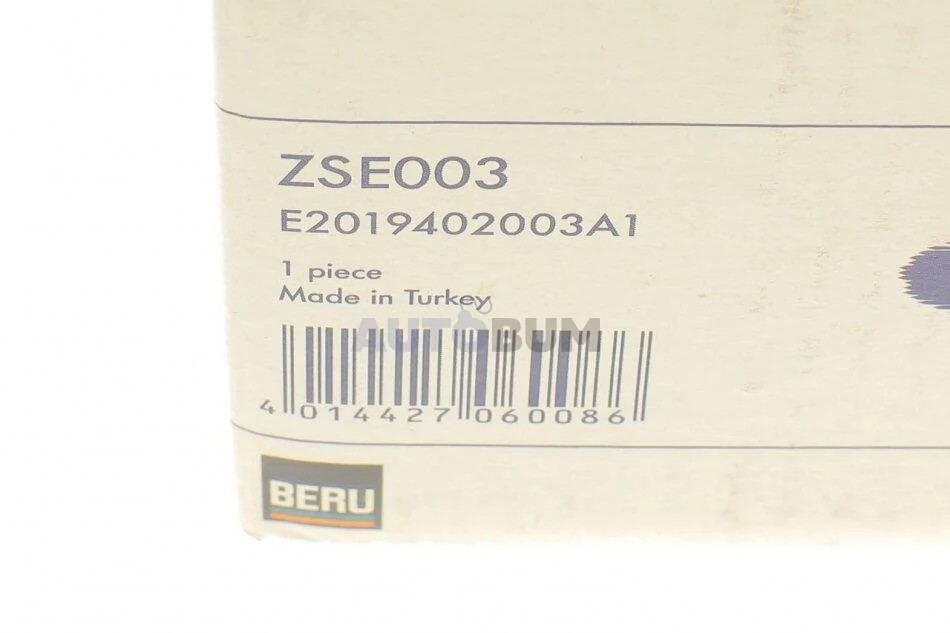 ZSE003
E2019402003A1
1 piece
Made in Turkey
AUTOBUM
4 014427 060086
BERU